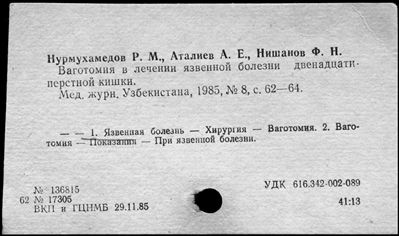 Нурмухамедов Р. М., Аталиев А. Е., Нишанов Ф. Н.
Ваготомия в лечении язвенной болезни двенадцати-
перстной кишки.
Мед. журн. Узбекистана, 1985, № 8, с. 62—64.
— — 1. Язвенная болезнь — Хирургия — Ваготомия. 2. Ваго-
томия — Показания — При язвенной болезни.
№ 136815
УДК 616.342-002-089
62 № 17305
41:13
ВКП и ГЦНМБ 29.11.85